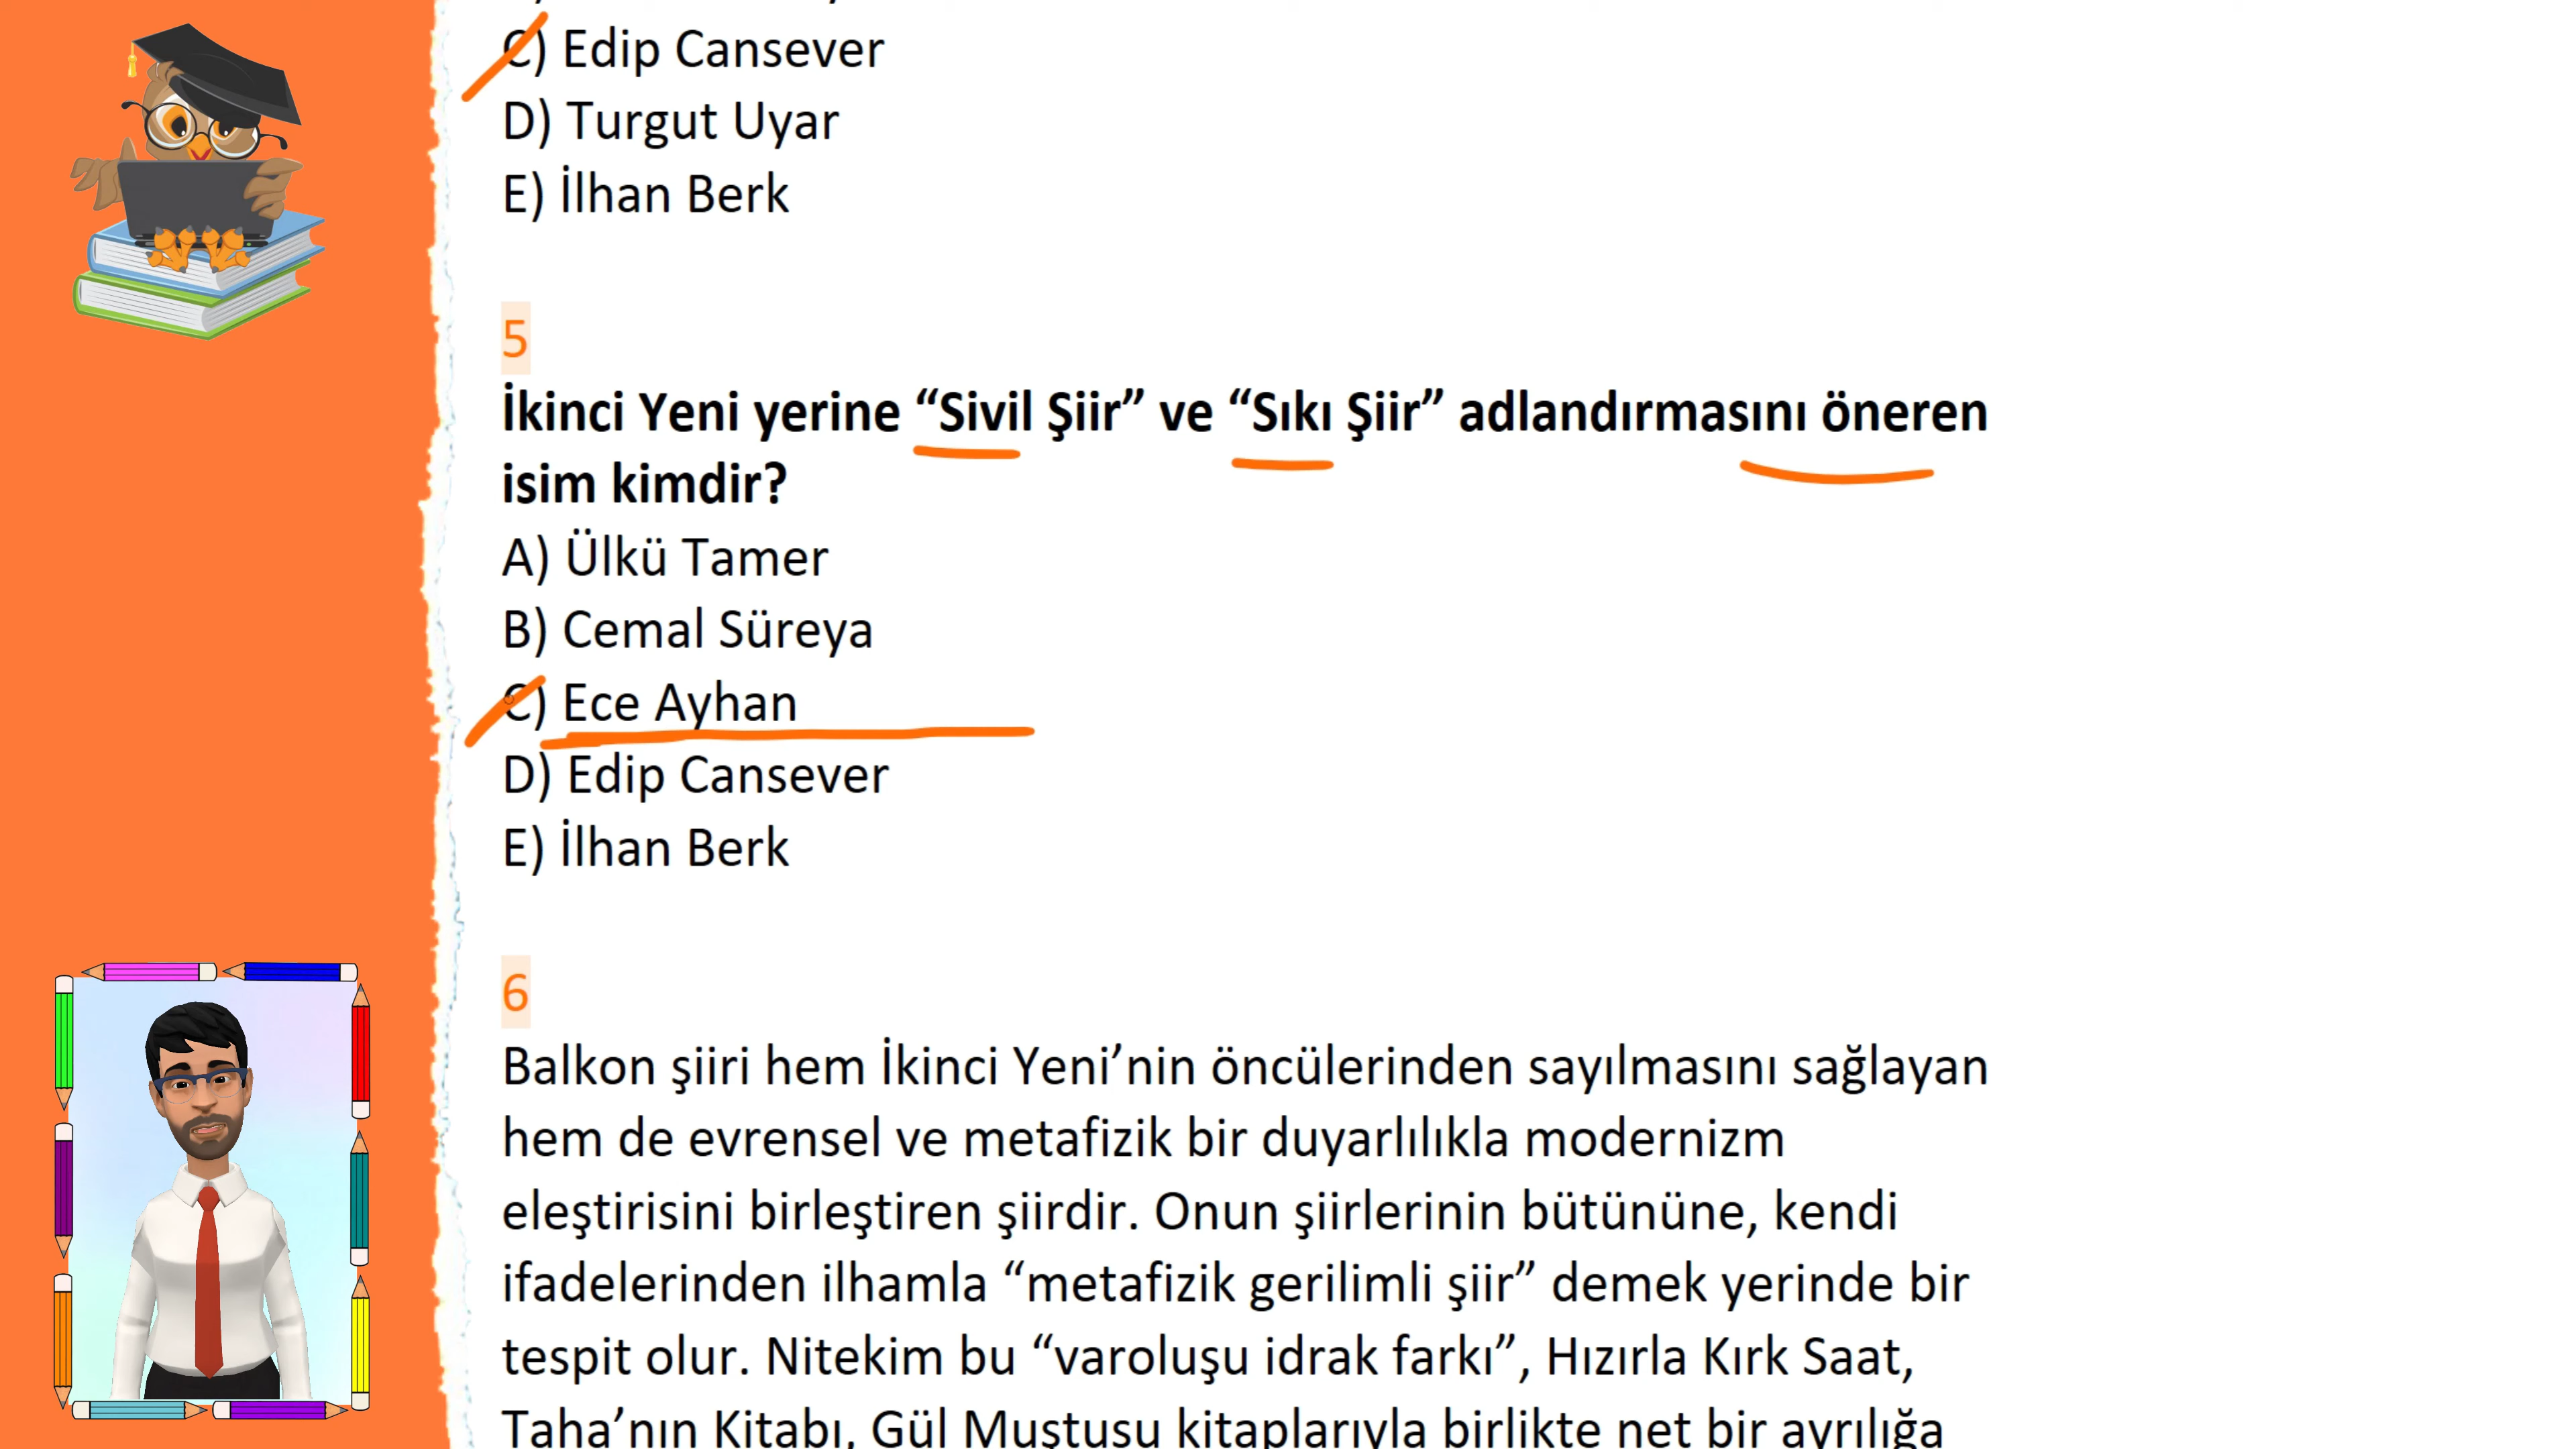 C) Edip Cansever
D) Turgut Uyar
E) İlhan Berk
5
İkinci Yeni yerine “Sivil Şiir” ve “Sıkı Şiir” adlandırmasını öneren
isim kimdir?
A) Ülkü Tamer
B) Cemal Süreya
C) Ece Ayhan
D) Edip Cansever
E) İlhan Berk
6
Balkon şiiri hem İkinci Yeni’nin öncülerinden sayılmasını sağlayan
hem de evrensel ve metafizik bir duyarlılıkla modernizm
eleştirisini birleştiren şiirdir. Onun şiirlerinin bütününe, kendi
ifadelerinden ilhamla “metafizik gerilimli şiir” demek yerinde bir
tespit olur. Nitekim bu “varoluşu idrak farkı”, Hızırla Kırk Saat,
Taha’nın Kitabı, Gül Muştusu kitaplarıyla birlikte net bir ayrılığa